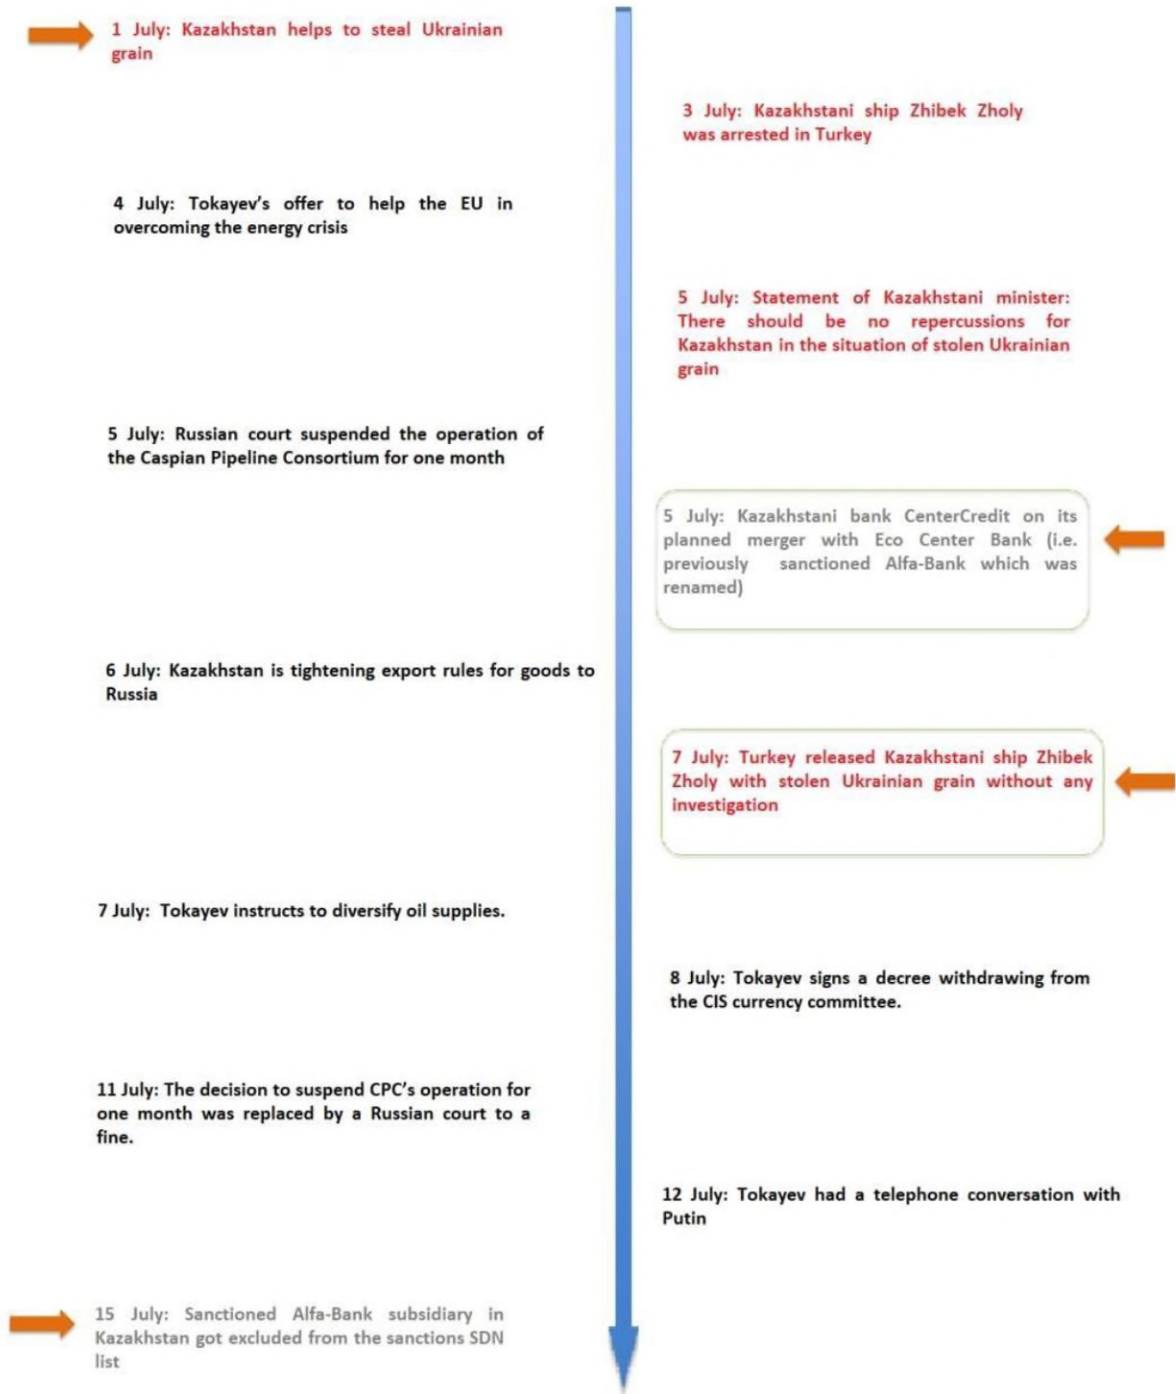 1 July: Kazakhstan helps to steal Ukrainian
grain
3 July: Kazakhstani ship Zhibek Zholy
was arrested in Turkey
4 July: Tokayev's offer to help the EU in
overcoming the energy crisis
5 July: Statement of Kazakhstani minister:
There should be no repercussions for
Kazakhstan in the situation of stolen Ukrainian
grain
5 July: Russian court suspended the operation of
the Caspian Pipeline Consortium for one month
5 July: Kazakhstani bank CenterCredit on its
planned merger with Eco Center Bank (i.e.
previously sanctioned Alfa-Bank which was
renamed)
6 July: Kazakhstan is tightening export rules for goods to
Russia
7 July: Turkey released Kazakhstani ship Zhibek
Zholy with stolen Ukrainian grain without any
investigation
7 July: Tokayev instructs to diversify oil supplies.
8 July: Tokayev signs a decree withdrawing from
the CIS currency committee.
11 July: The decision to suspend CPC's operation for
one month was replaced by a Russian court to a
fine.
12 July: Tokayev had a telephone conversation with
Putin
15 July: Sanctioned Alfa-Bank subsidiary in
Kazakhstan got excluded from the sanctions SDN
list